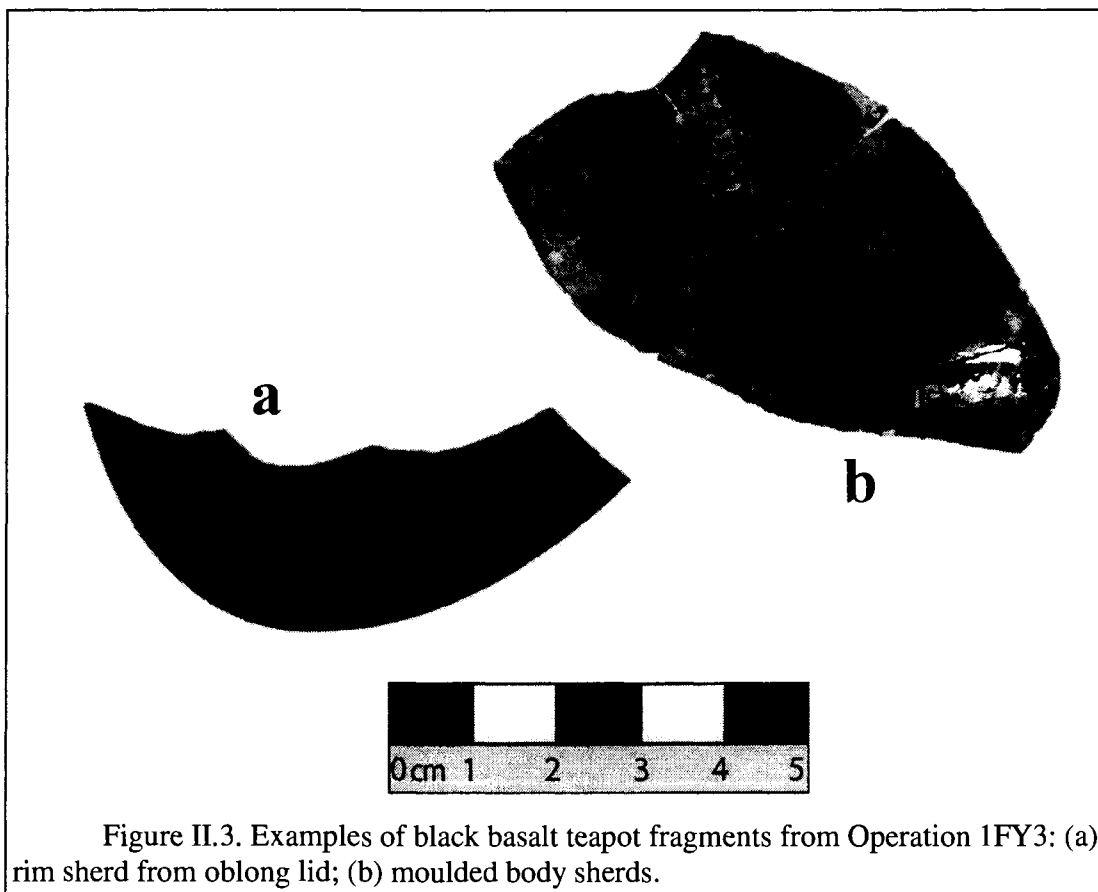 a
b
0cm 1 2 3 4 5
Figure II.3. Examples of black basalt teapot fragments from Operation 1FY3: (a)
rim sherd from oblong lid; (b) moulded body sherds.